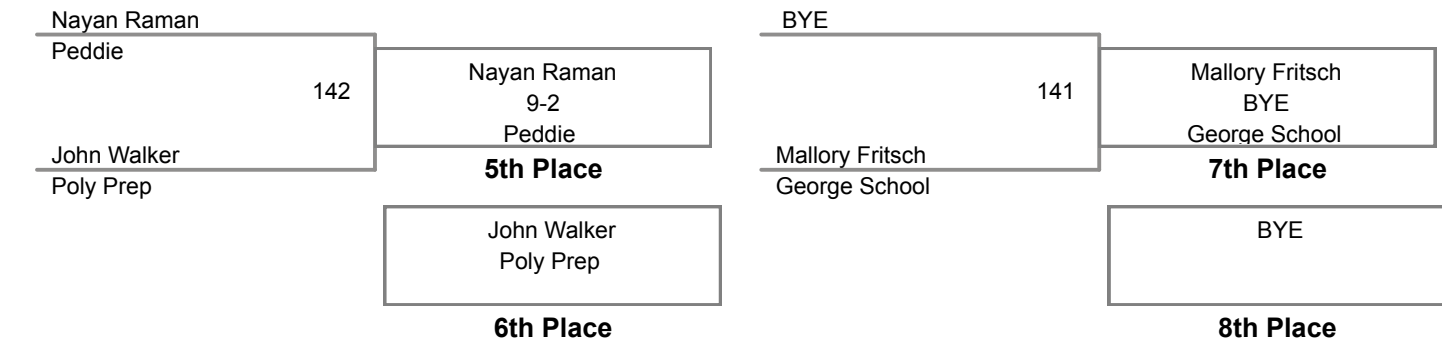 Nayan Raman
Peddie
142
John Walker
Poly Prep
Nayan Raman
9-2
Peddie
5th Place
John Walker
Poly Prep
6th Place
BYE
141
Mallory Fritsch
George School
Mallory Fritsch
BYE
George School
7th Place
BYE
8th Place